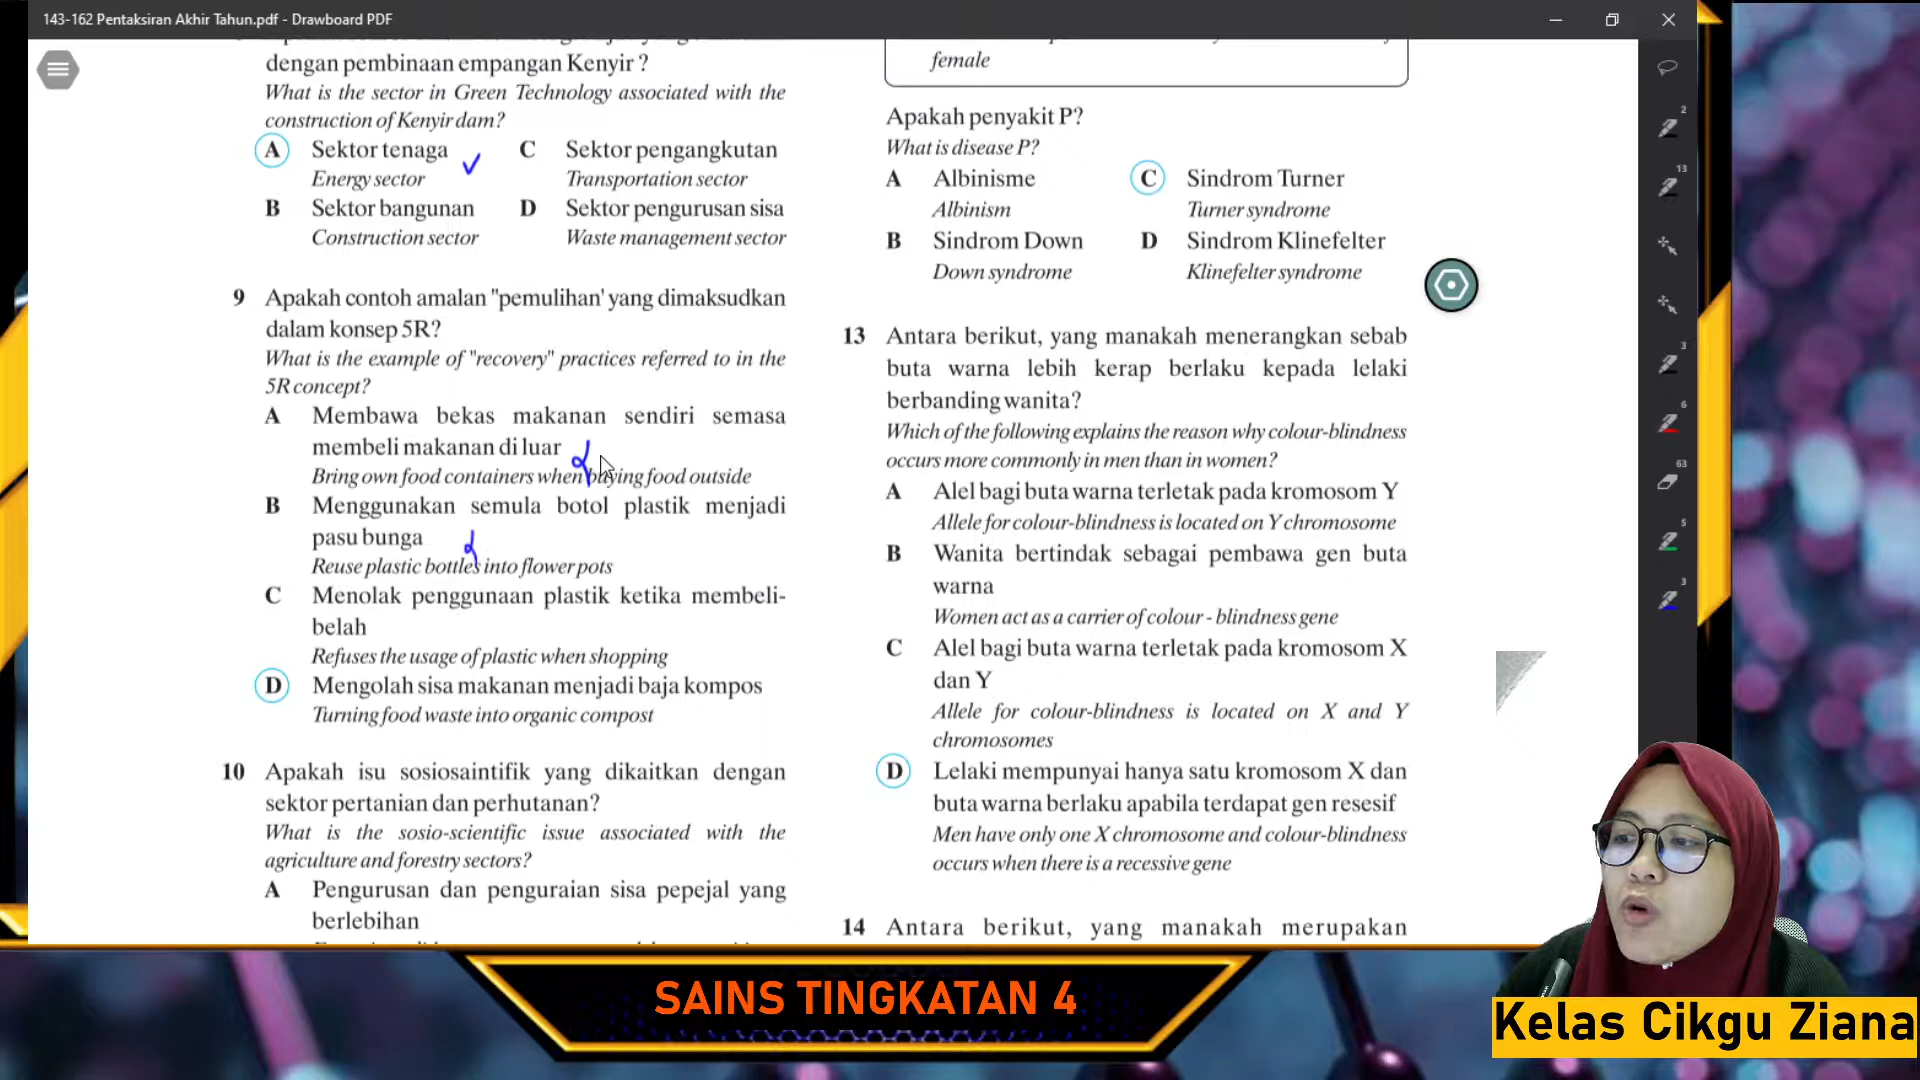 143-162 Pentaksiran Akhir Tahun.pdf - Drawboard PDF
dengan pembinaan empangan Kenyir ?
What is the sector in Green Technology associated with the
construction of Kenyir dam?
A Sektor tenaga
Energy sector
C Sektor pengangkutan
Transportation sector
B Sektor bangunan
Construction sector
D Sektor pengurusan sisa
Waste management sector
9 Apakah contoh amalan "pemulihan' yang dimaksudkan
dalam konsep 5R?
What is the example of "recovery" practices referred to in the
5R concept?
A Membawa bekas makanan sendiri semasa
membeli makanan di luar
Bring own food containers when buying food outside
B Menggunakan semula botol plastik menjadi
pasu bunga
Reuse plastic bottles into flower pots
C Menolak penggunaan plastik ketika membeli-
belah
Refuses the usage of plastic when shopping
D Mengolah sisa makanan menjadi baja kompos
Turning food waste into organic compost
10 Apakah isu sosiosaintifik yang dikaitkan dengan
sektor pertanian dan perhutanan?
What is the sosio-scientific issue associated with the
agriculture and forestry sectors?
A Pengurusan dan penguraian sisa pepejal yang
berlebihan
female
Apakah penyakit P?
What is disease P?
A Albinisme
Albinism
C Sindrom Turner
Turner syndrome
B Sindrom Down
Down syndrome
D Sindrom Klinefelter
Klinefelter syndrome
13 Antara berikut, yang manakah menerangkan sebab
buta warna lebih kerap berlaku kepada lelaki
berbanding wanita?
Which of the following explains the reason why colour-blindness
occurs more commonly in men than in women?
A Alel bagi buta warna terletak pada kromosom Y
Allele for colour-blindness is located on Y chromosome
B Wanita bertindak sebagai pembawa gen buta
warna
Women act as a carrier of colour - blindness gene
C Alel bagi buta warna terletak pada kromosom X
dan Y
Allele for colour-blindness is located on X and Y
chromosomes
D Lelaki mempunyai hanya satu kromosom X dan
buta warna berlaku apabila terdapat gen resesif
Men have only one X chromosome and colour-blindness
occurs when there is a recessive gene
14 Antara berikut, yang manakah merupakan
2
13
3
6
63
5
3
SAINS TINGKATAN 4
Kelas Cikgu Ziana